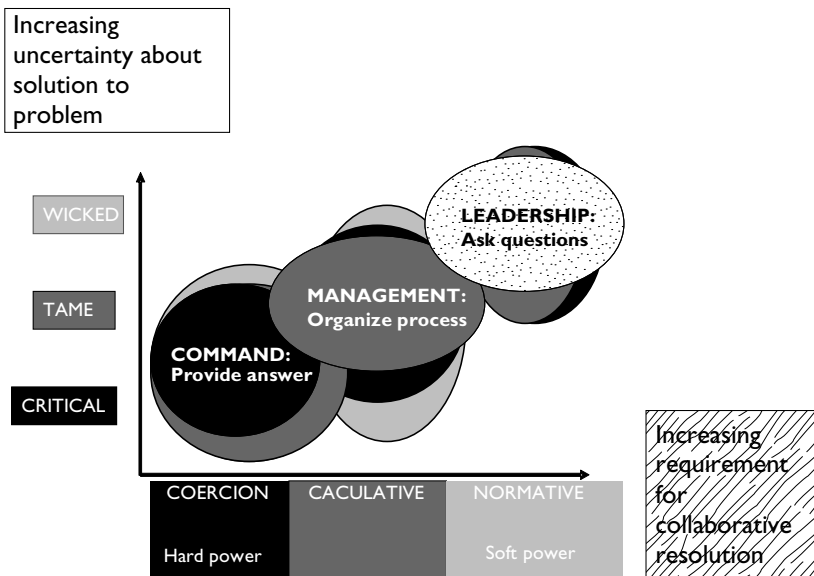 Increasing
uncertainty about
solution to
problem
WICKED
LEADERSHIP:
Ask questions
TAME
MANAGEMENT:
Organize process
COMMAND:
Provide answer
CRITICAL
COERCION
CACULATIVE
NORMATIVE
Hard power
Soft power
Increasing
requirement
for
collaborative
resolution